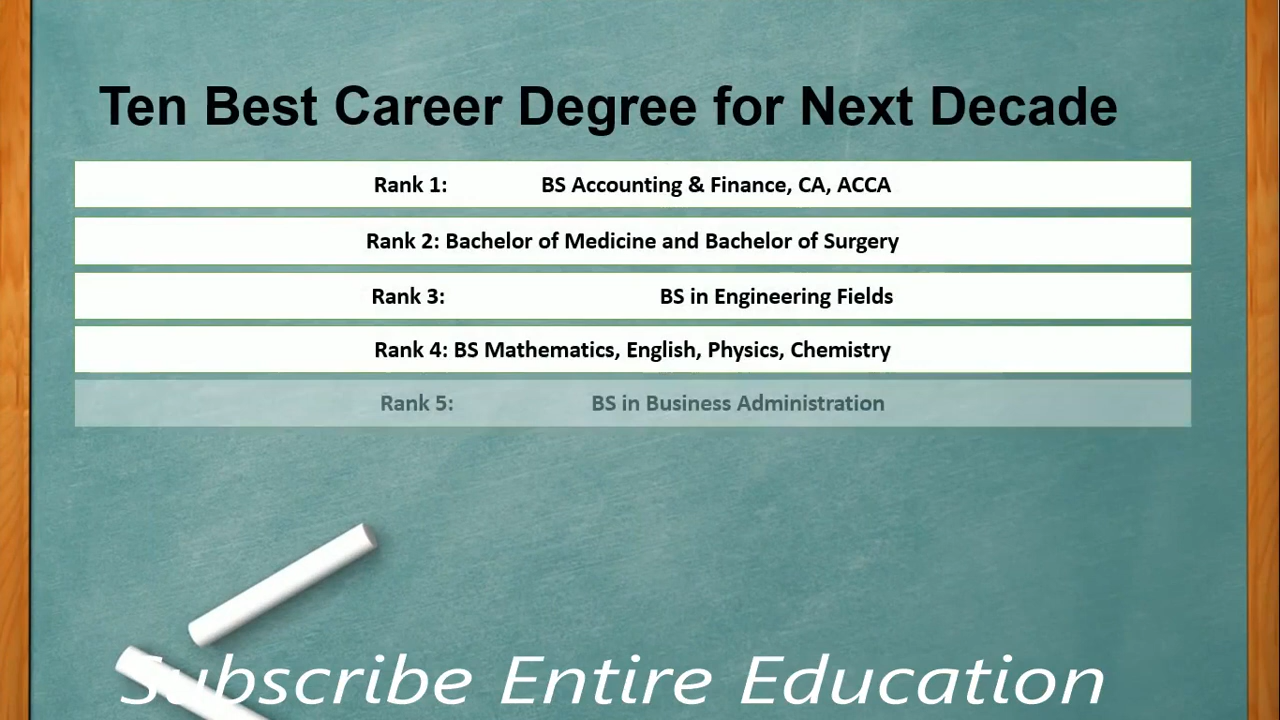 Ten Best Career Degree for Next Decade
Rank 1: BS Accounting & Finance, CA, ACCA
Rank 2: Bachelor of Medicine and Bachelor of Surgery
Rank 3: BS in Engineering Fields
Rank 4: BS Mathematics, English, Physics, Chemistry
Rank 5: BS in Business Administration
Subscribe Entire Education